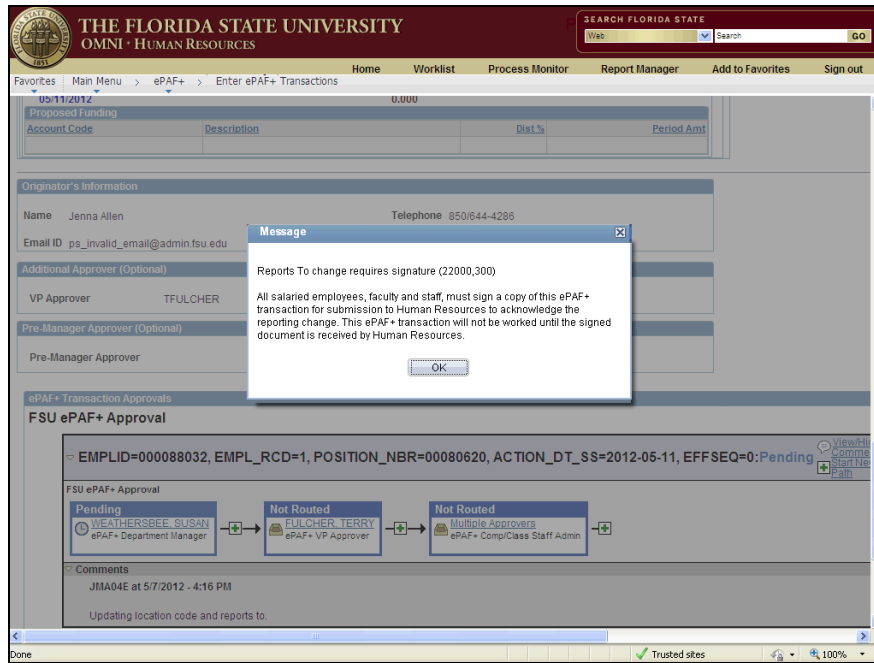 THE FLORIDA STATE UNIVERSITY
OMNI · HUMAN RESOURCES
1851
SEARCH FLORIDA STATE
Web Search GO
Home Worklist Process Monitor Report Manager Add to Favorites Sign out
Favorites Main Menu > ePAF+ > Enter ePAF+ Transactions
05/11/2012 0.000
Proposed Funding
Account Code Description Dist % Period Amt
Originator's Information
Name Jenna Allen Telephone 850/644-4286
Email ID ps_invalid_email@admin.fsu.edu
Message
Reports To change requires signature (22000,300)
All salaried employees, faculty and staff, must sign a copy of this ePAF+
transaction for submission to Human Resources to acknowledge the
reporting change. This ePAF+ transaction will not be worked until the signed
document is received by Human Resources.
OK
Additional Approver (Optional)
VP Approver TFULCHER
Pre-Manager Approver (Optional)
Pre-Manager Approver
ePAF+ Transaction Approvals
FSU ePAF+ Approval
EMPLID=000088032, EMPL_RCD=1, POSITION_NBR=00080620, ACTION_DT_SS=2012-05-11, EFFSEQ=0:Pending
View/Hi
Comme
Start Ne
Path
FSU ePAF+ Approval
Pending Not Routed Not Routed
WEATHERSBEE, SUSAN FULCHER, TERRY Multiple Approvers
ePAF+ Department Manager ePAF+ VP Approver ePAF+ Comp/Class Staff Admin
Comments
JMA04E at 5/7/2012 - 4:16 PM
Updating location code and reports to.
Done Trusted sites 100%